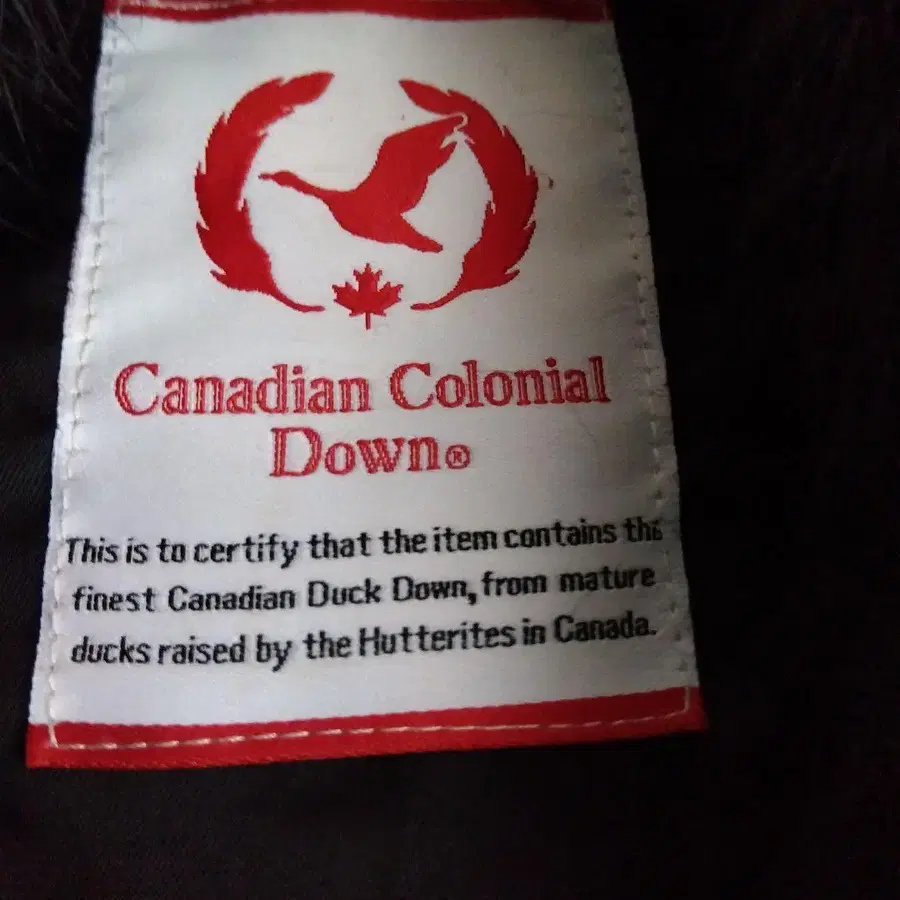 Canadian Colonial
Down®
This is to certify that the item contains the
finest Canadian Duck Down, from mature
ducks raised by the Hutterites in Canada.